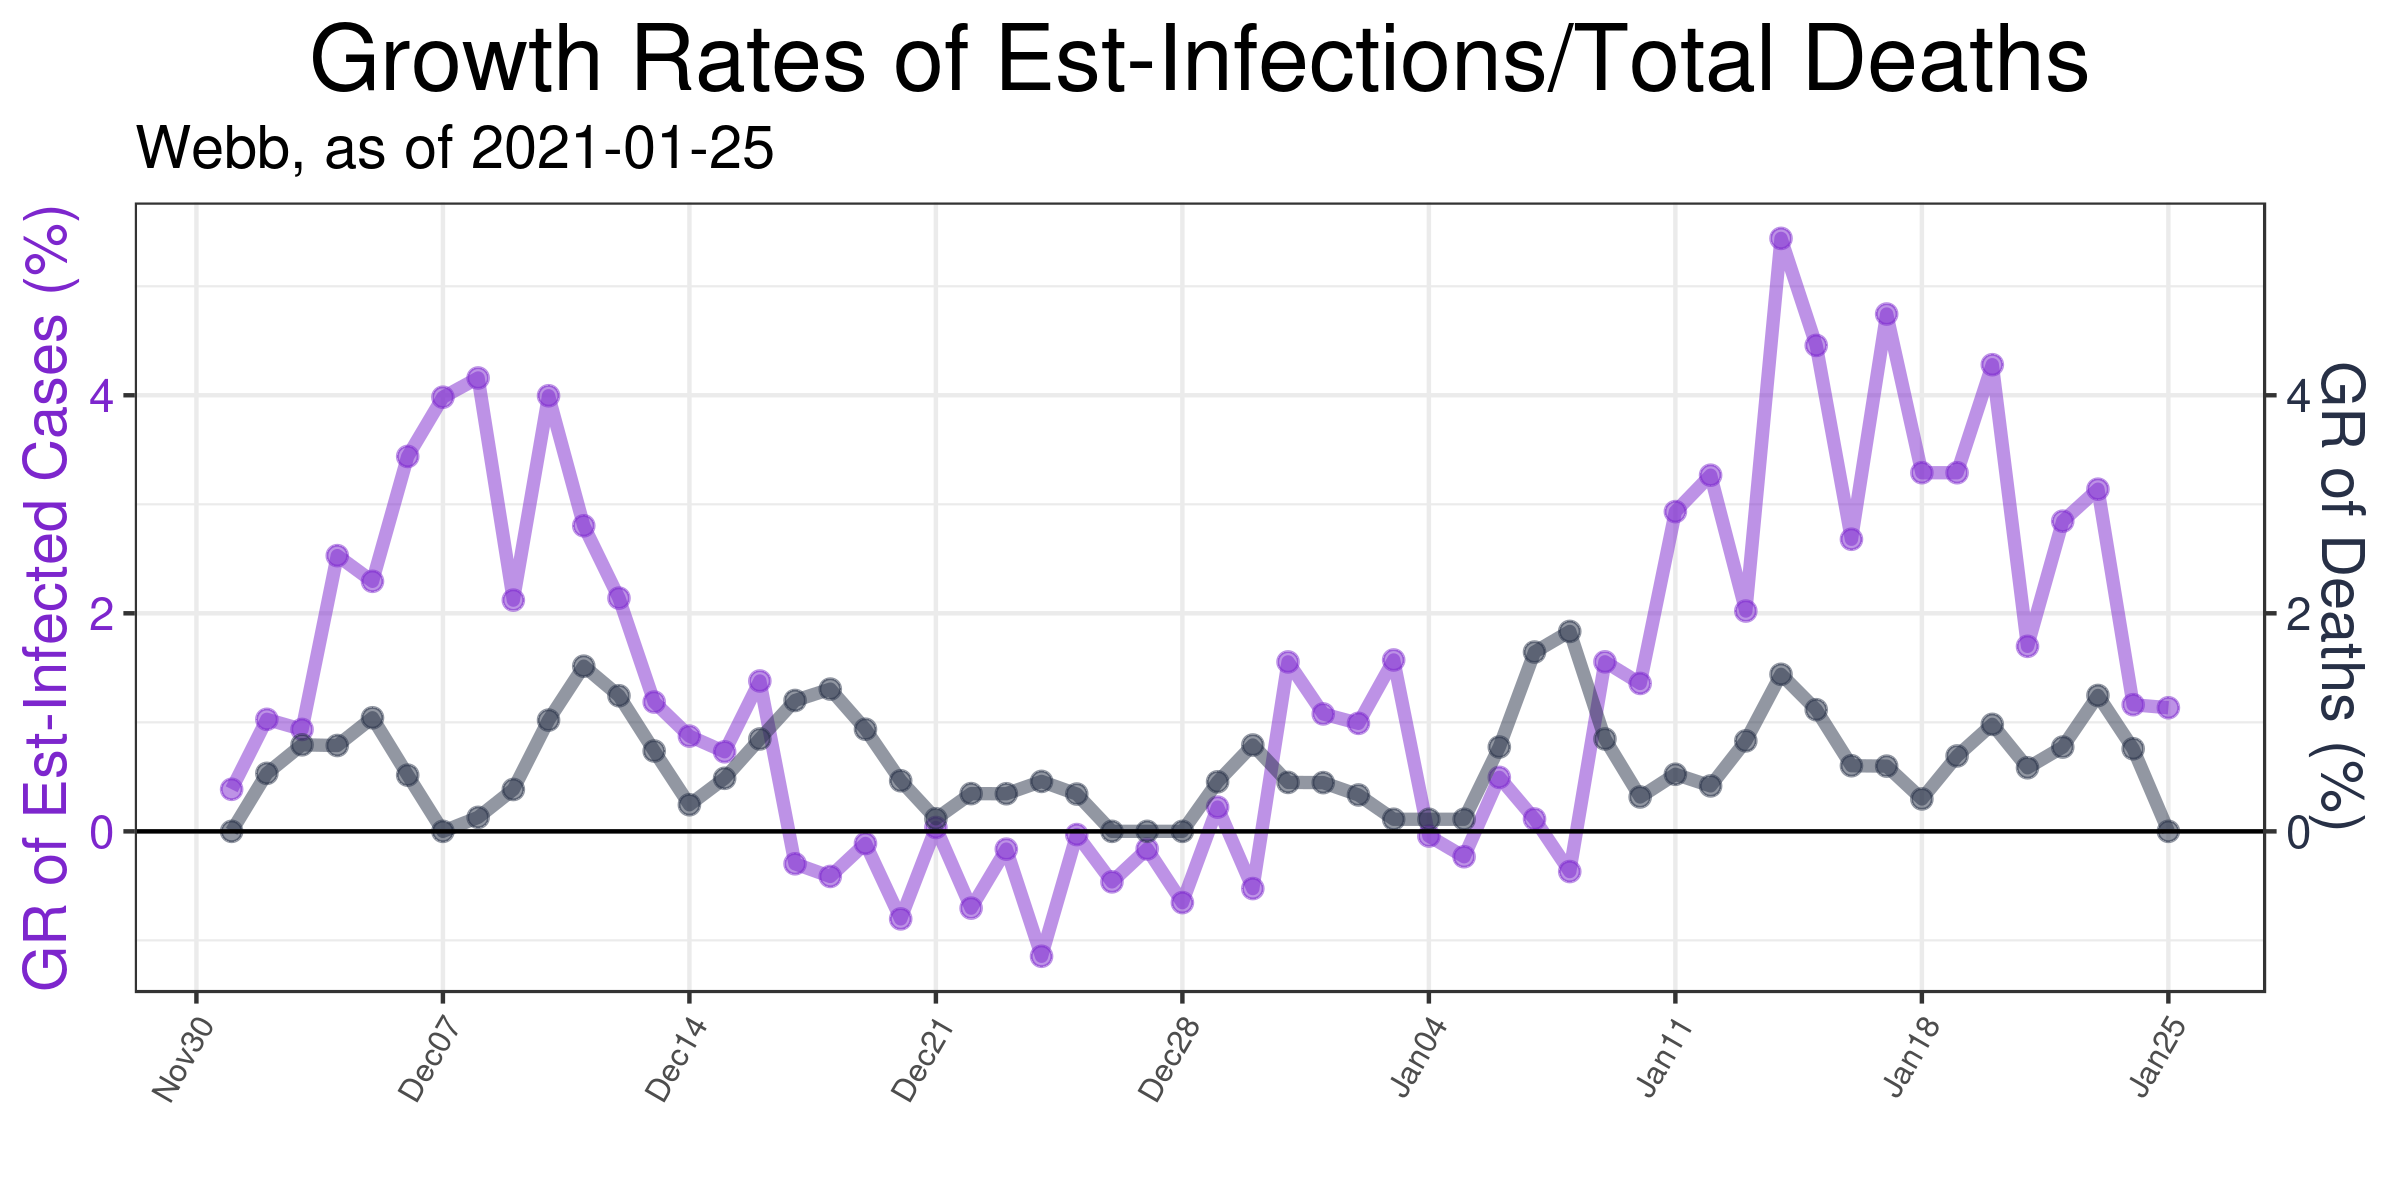 Growth Rates of Est-Infections/Total Deaths
Webb, as of 2021-01-25
GR of Est-Infected Cases (%)
4
2
0
4
2
0
GR of Deaths (%)
Nov30
Dec07
Dec14
Dec21
Dec28
Jan04
Jan11
Jan18
Jan25